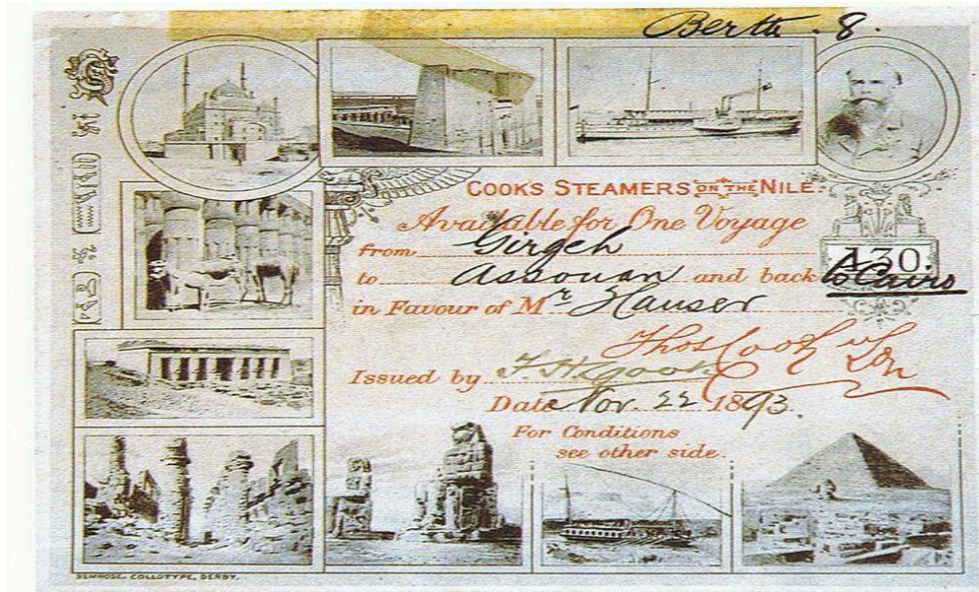 Berth. 8.
COOK'S STEAMERS ON THE NILE.
Available for One Voyage
from Girgeh
A30.
to Assouan and back to Cairo
in Favour of Mr Hauser
Thos Cook & Son
Issued by F. H. Cook
Date Nov. 22 1893.
For Conditions
see other side.
BEMROSE. COLLOTYPE, DERBY.